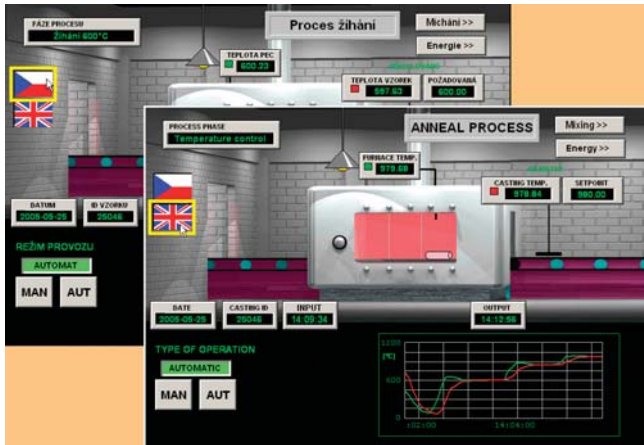 FÁZE PROCESU
Žíhání 600°C
Proces žíhání
Míchání >>
Energie >>
TEPLOTA PEC
600.23
TEPLOTA VZOREK
597.63
POŽADOVANÁ
600.00
DATUM
2005-05-25
ID VZORKU
25046
REŽIM PROVOZU
AUTOMAT
MAN
AUT
PROCESS PHASE
Temperature control
ANNEAL PROCESS
Mixing >>
Energy >>
FURNACE TEMP.
979.68
CASTING TEMP.
978.84
SETPOINT
980.00
DATE
2005-05-25
CASTING ID
25046
INPUT
14:09:34
OUTPUT
14:12:56
TYPE OF OPERATION
AUTOMATIC
MAN
AUT
1200
[°C]
600
0
:02:00
14:04:00